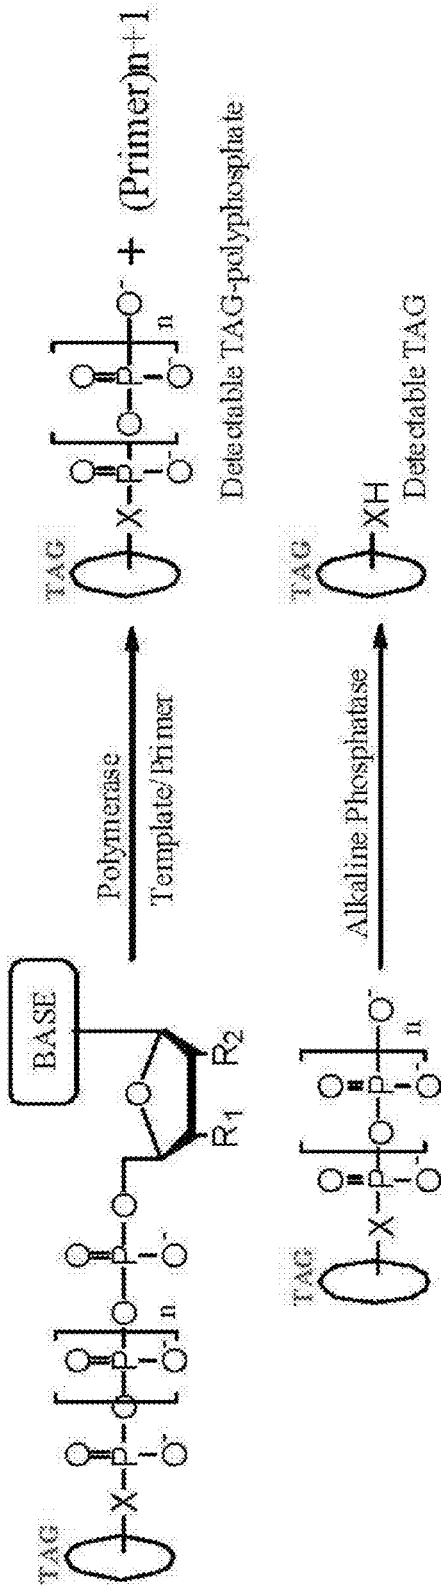 TAG
X-P-O-P-O-P-O
O O O
O⁻ O⁻ O⁻
n
O
BASE
R1 R2
Polymerase
Template/Primer
TAG
X-P-O-P-O⁻ + (Primer)n+1
O O
O⁻ O⁻
n
Detectable TAG-polyphosphate
TAG
X-P-O-P-O⁻
O O
O⁻ O⁻
n
Alkaline Phosphatase
TAG
XH
Detectable TAG